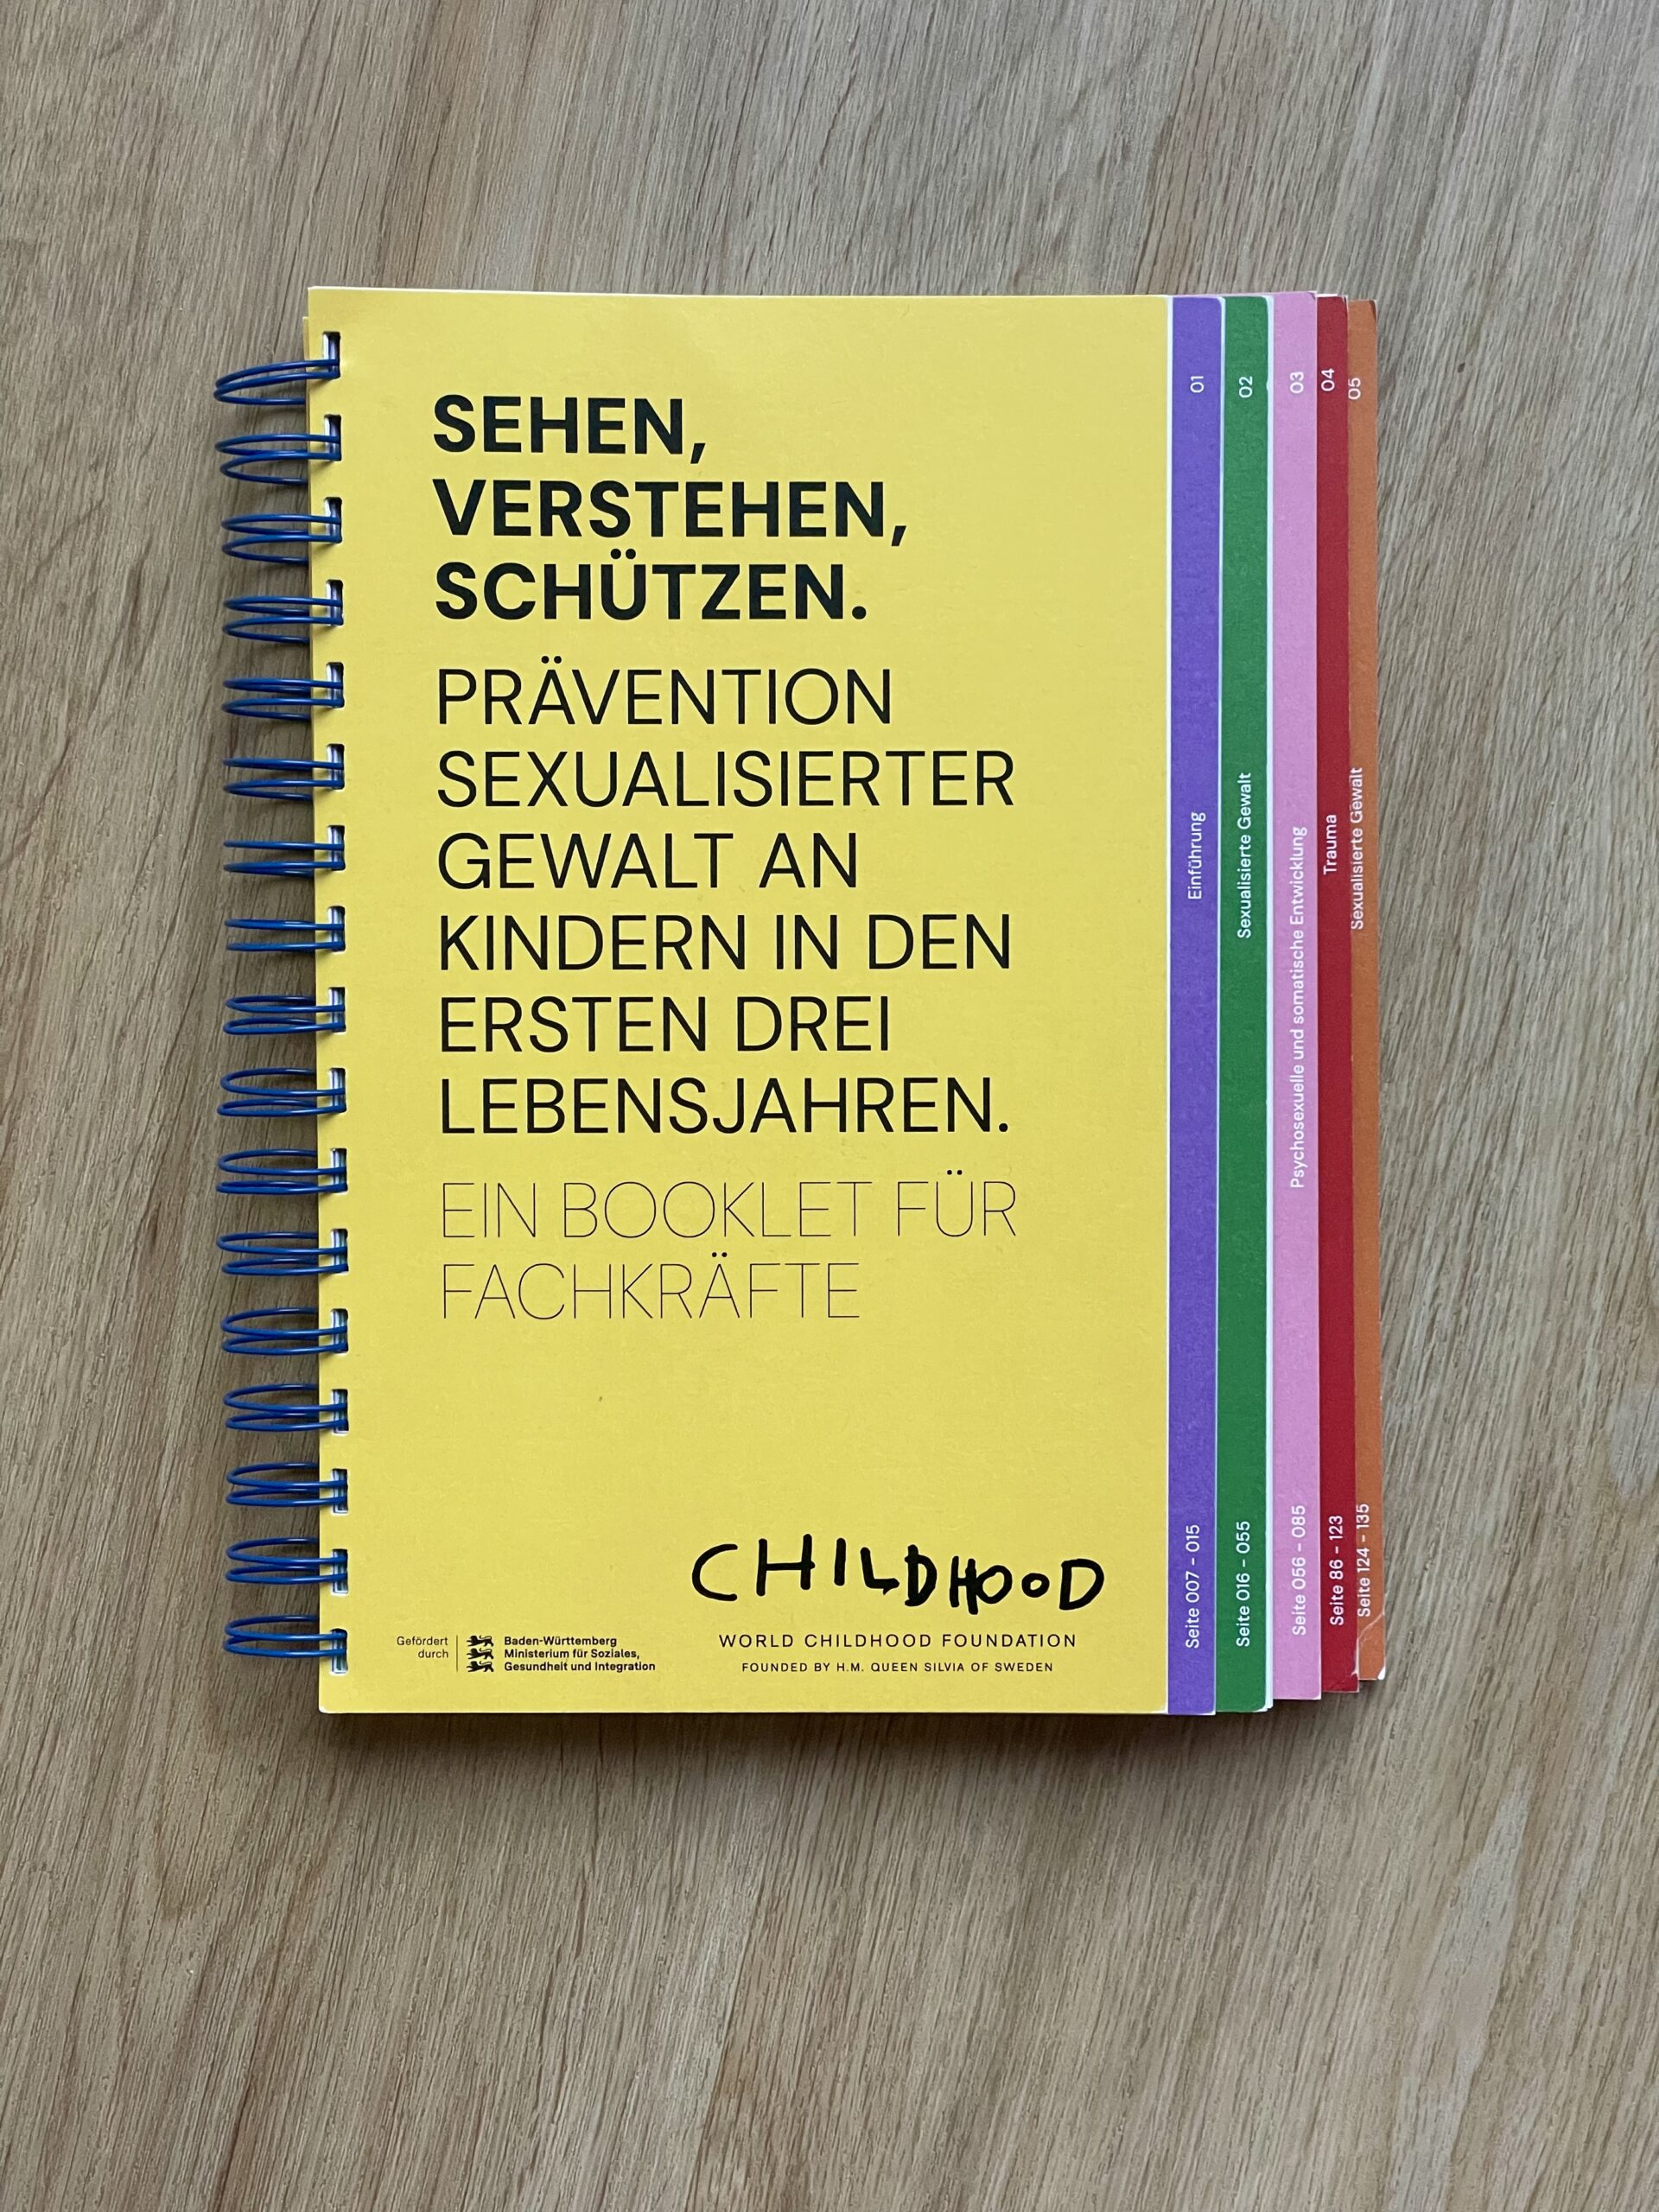 SEHEN,
VERSTEHEN,
SCHÜTZEN.
PRÄVENTION
SEXUALISIERTER
GEWALT AN
KINDERN IN DEN
ERSTEN DREI
LEBENSJAHREN.
EIN BOOKLET FÜR
FACHKRÄFTE
CHILDHOOD
WORLD CHILDHOOD FOUNDATION
FOUNDED BY H.M. QUEEN SILVIA OF SWEDEN
Gefördert
durch
Baden-Württemberg
Ministerium für Soziales,
Gesundheit und Integration
01
Einführung
Seite 007 – 015
02
Sexualisierte Gewalt
Seite 016 – 055
03
Psychosexuelle und somatische Entwicklung
Seite 056 – 085
04
Trauma
Seite 86 – 123
05
Sexualisierte Gewalt
Seite 124 – 135